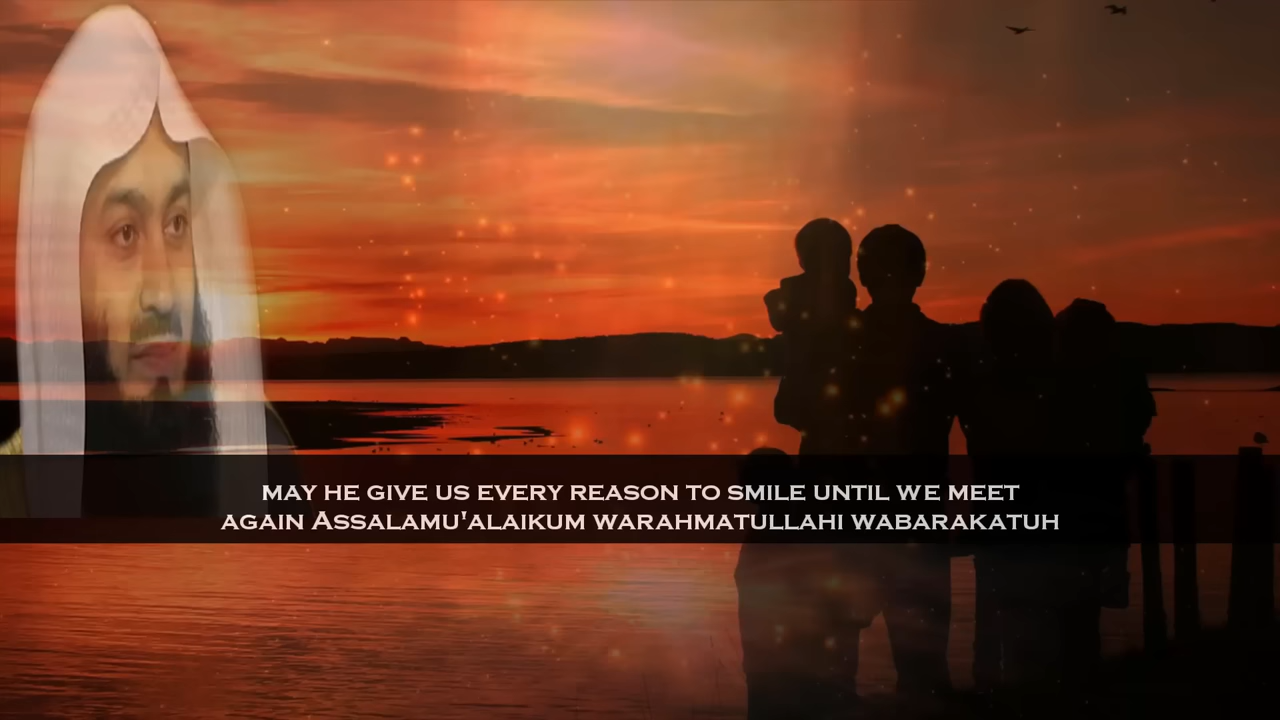 MAY HE GIVE US EVERY REASON TO SMILE UNTIL WE MEET
AGAIN ASSALAMU'ALAIKUM WARAHMATULLAHI WABARAKATUH